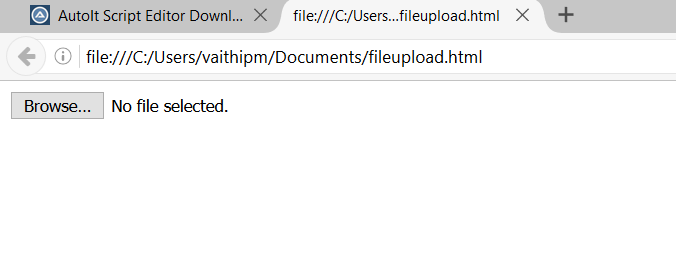 AutoIt Script Editor Downl... file:///C:/Users...fileupload.html
file:///C:/Users/vaithipm/Documents/fileupload.html
Browse... No file selected.